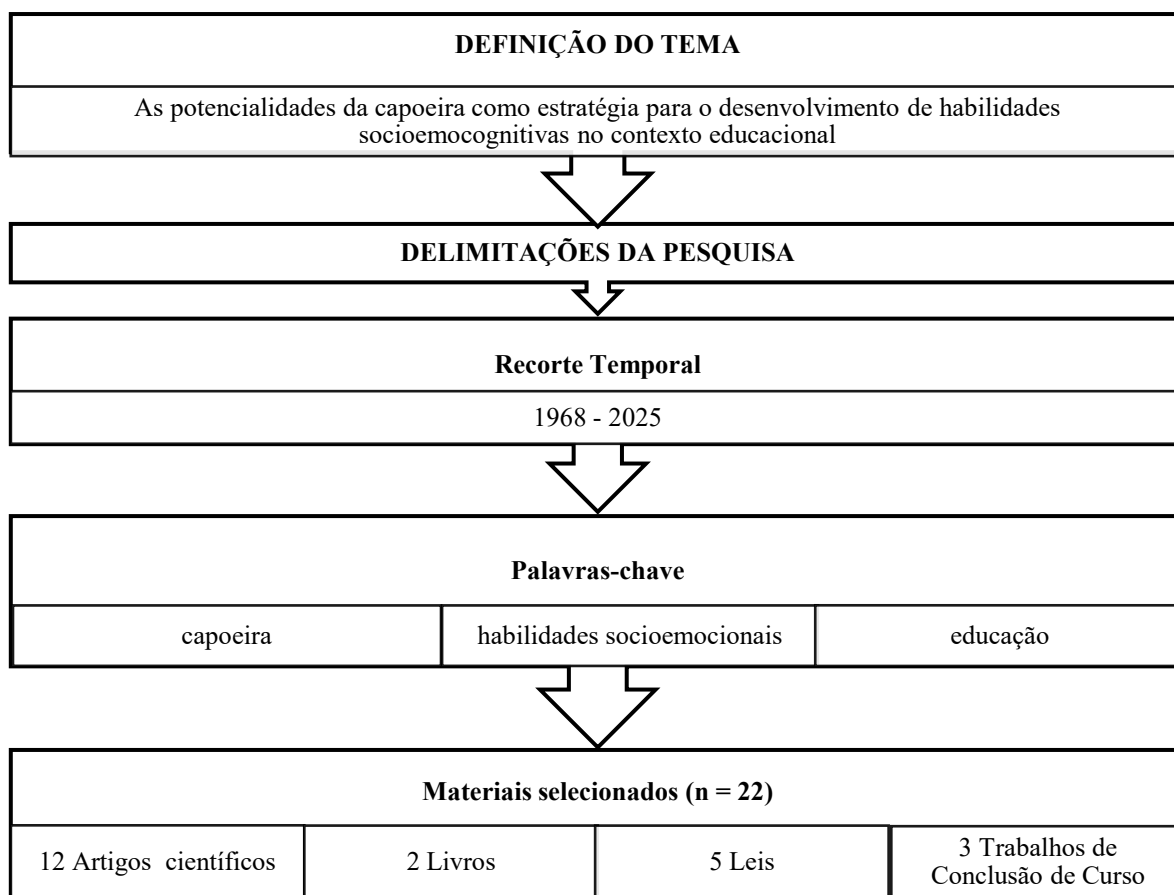 DEFINIÇÃO DO TEMA
As potencialidades da capoeira como estratégia para o desenvolvimento de habilidades
socioemocognitivas no contexto educacional
DELIMITAÇÕES DA PESQUISA
Recorte Temporal
1968 - 2025
Palavras-chave
capoeira
habilidades socioemocionais
educação
Materiais selecionados (n = 22)
12 Artigos científicos
2 Livros
5 Leis
3 Trabalhos de
Conclusão de Curso